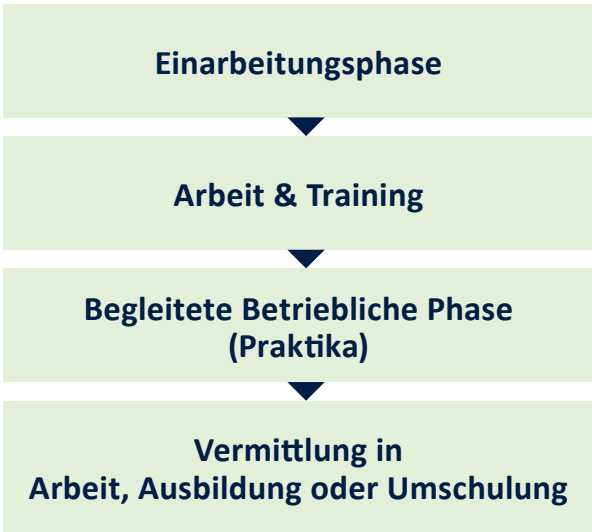 Einarbeitungsphase
Arbeit & Training
Begleitete Betriebliche Phase
(Praktika)
Vermittlung in
Arbeit, Ausbildung oder Umschulung